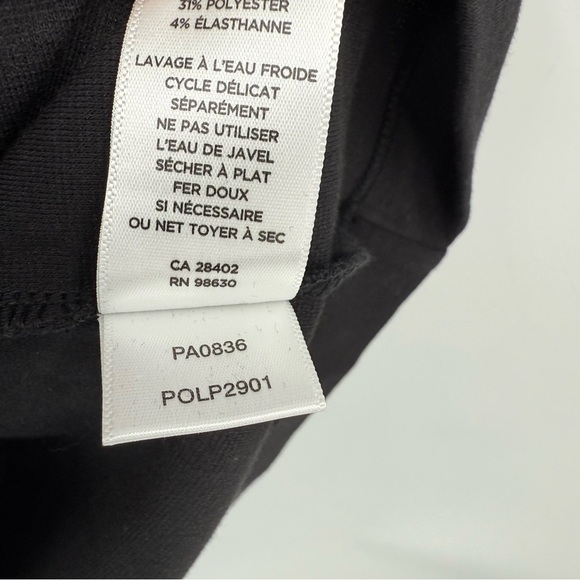 31% POLYESTER
4% ÉLASTHANNE
LAVAGE À L'EAU FROIDE
CYCLE DÉLICAT
SÉPARÉMENT
NE PAS UTILISER
L'EAU DE JAVEL
SÉCHER À PLAT
FER DOUX
SI NÉCESSAIRE
OU NET TOYER À SEC
CA 28402
RN 98630
PA0836
POLP2901